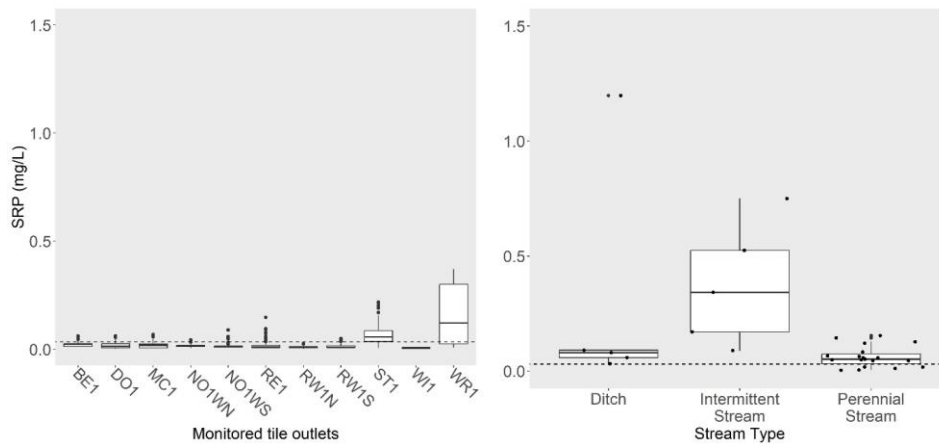 1.5
1.0
0.5
0.0
SRP (mg/L)
BE1
DO1
MC1
NO1WN
NO1WS
RE1
RW1N
RW1S
ST1
WI1
WR1
Monitored tile outlets
1.5
1.0
0.5
0.0
Ditch
Intermittent
Stream
Perennial
Stream
Stream Type